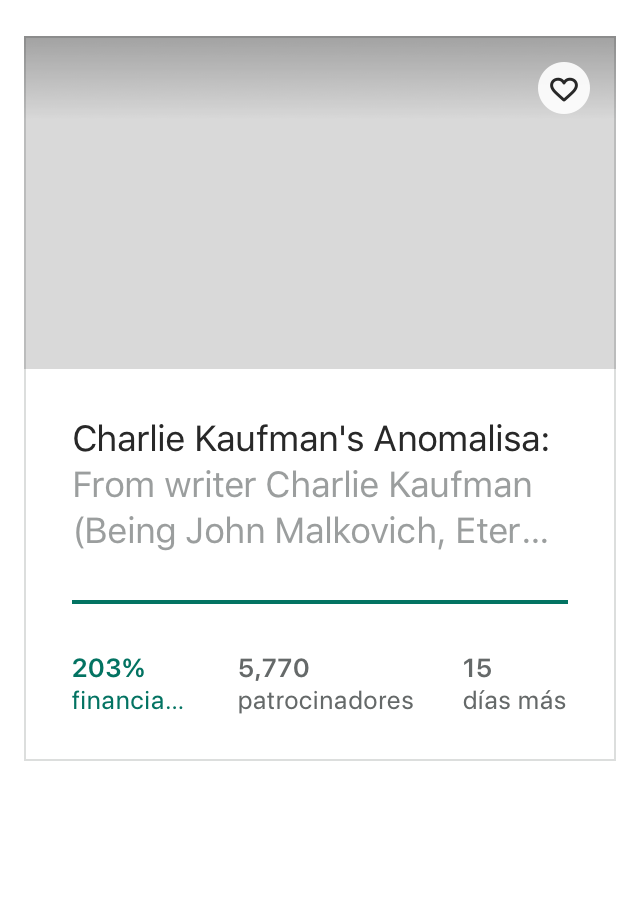 Charlie Kaufman's Anomalisa:
From writer Charlie Kaufman
(Being John Malkovich, Eter...
203%
financia...
5,770
patrocinadores
15
días más